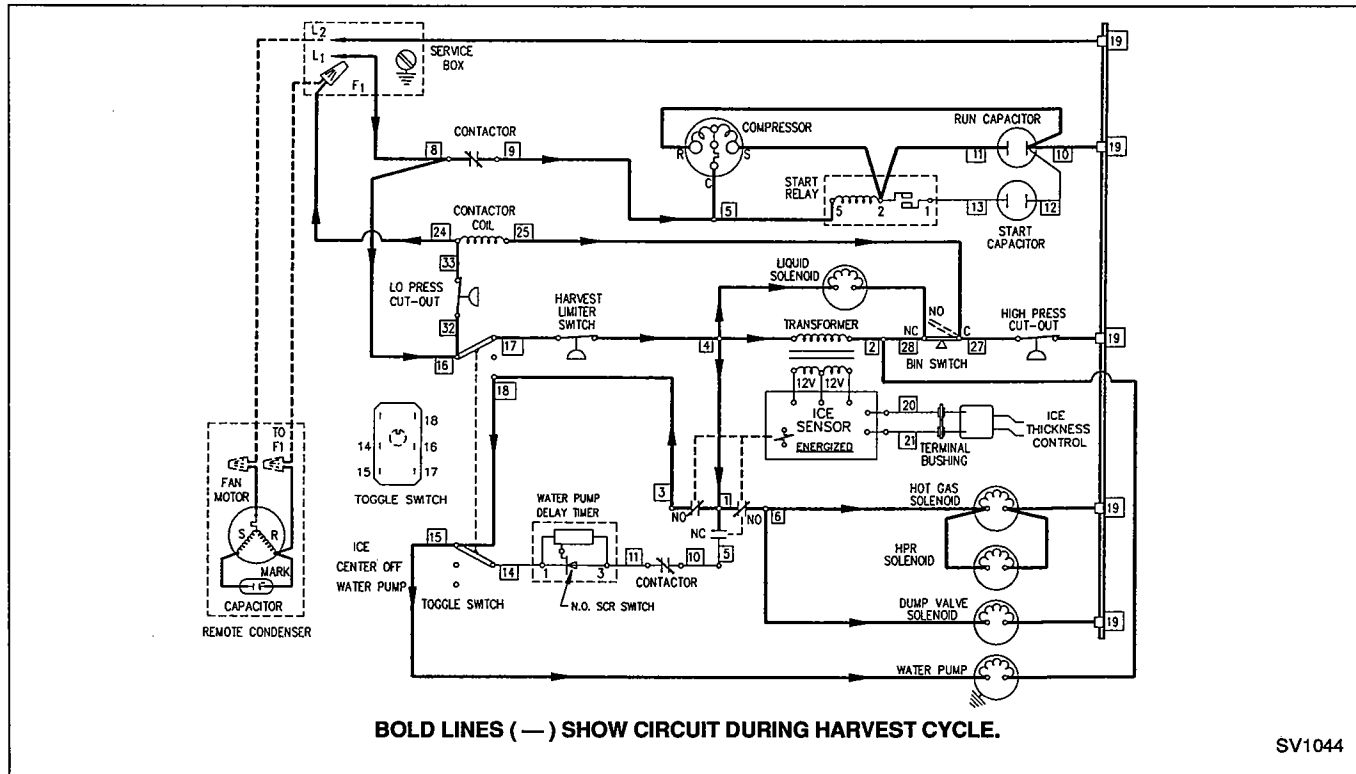 L2
L1
F1
SERVICE
BOX
19
CONTACTOR
8
9
COMPRESSOR
R
S
C
RUN CAPACITOR
11
10
19
START
RELAY
5
5
2
1
13
12
START
CAPACITOR
24
CONTACTOR
COIL
25
33
LO PRESS
CUT-OUT
32
LIQUID
SOLENOID
HARVEST
LIMITER
SWITCH
16
17
18
4
TRANSFORMER
2
NC
28
NO
C
27
BIN SWITCH
HIGH PRESS
CUT-OUT
19
12V
12V
ICE
SENSOR
ENERGIZED
20
21
TERMINAL
BUSHING
ICE
THICKNESS
CONTROL
18
14
16
15
17
TOGGLE SWITCH
TO
F1
FAN
MOTOR
S
R
MARK
CAPACITOR
REMOTE CONDENSER
3
NO
1
NO
6
NC
5
HOT GAS
SOLENOID
19
HPR
SOLENOID
WATER PUMP
DELAY TIMER
15
ICE
CENTER OFF
WATER PUMP
TOGGLE SWITCH
14
1
3
N.O. SCR SWITCH
11
10
CONTACTOR
DUMP VALVE
SOLENOID
19
WATER PUMP
BOLD LINES ( — ) SHOW CIRCUIT DURING HARVEST CYCLE.
SV1044